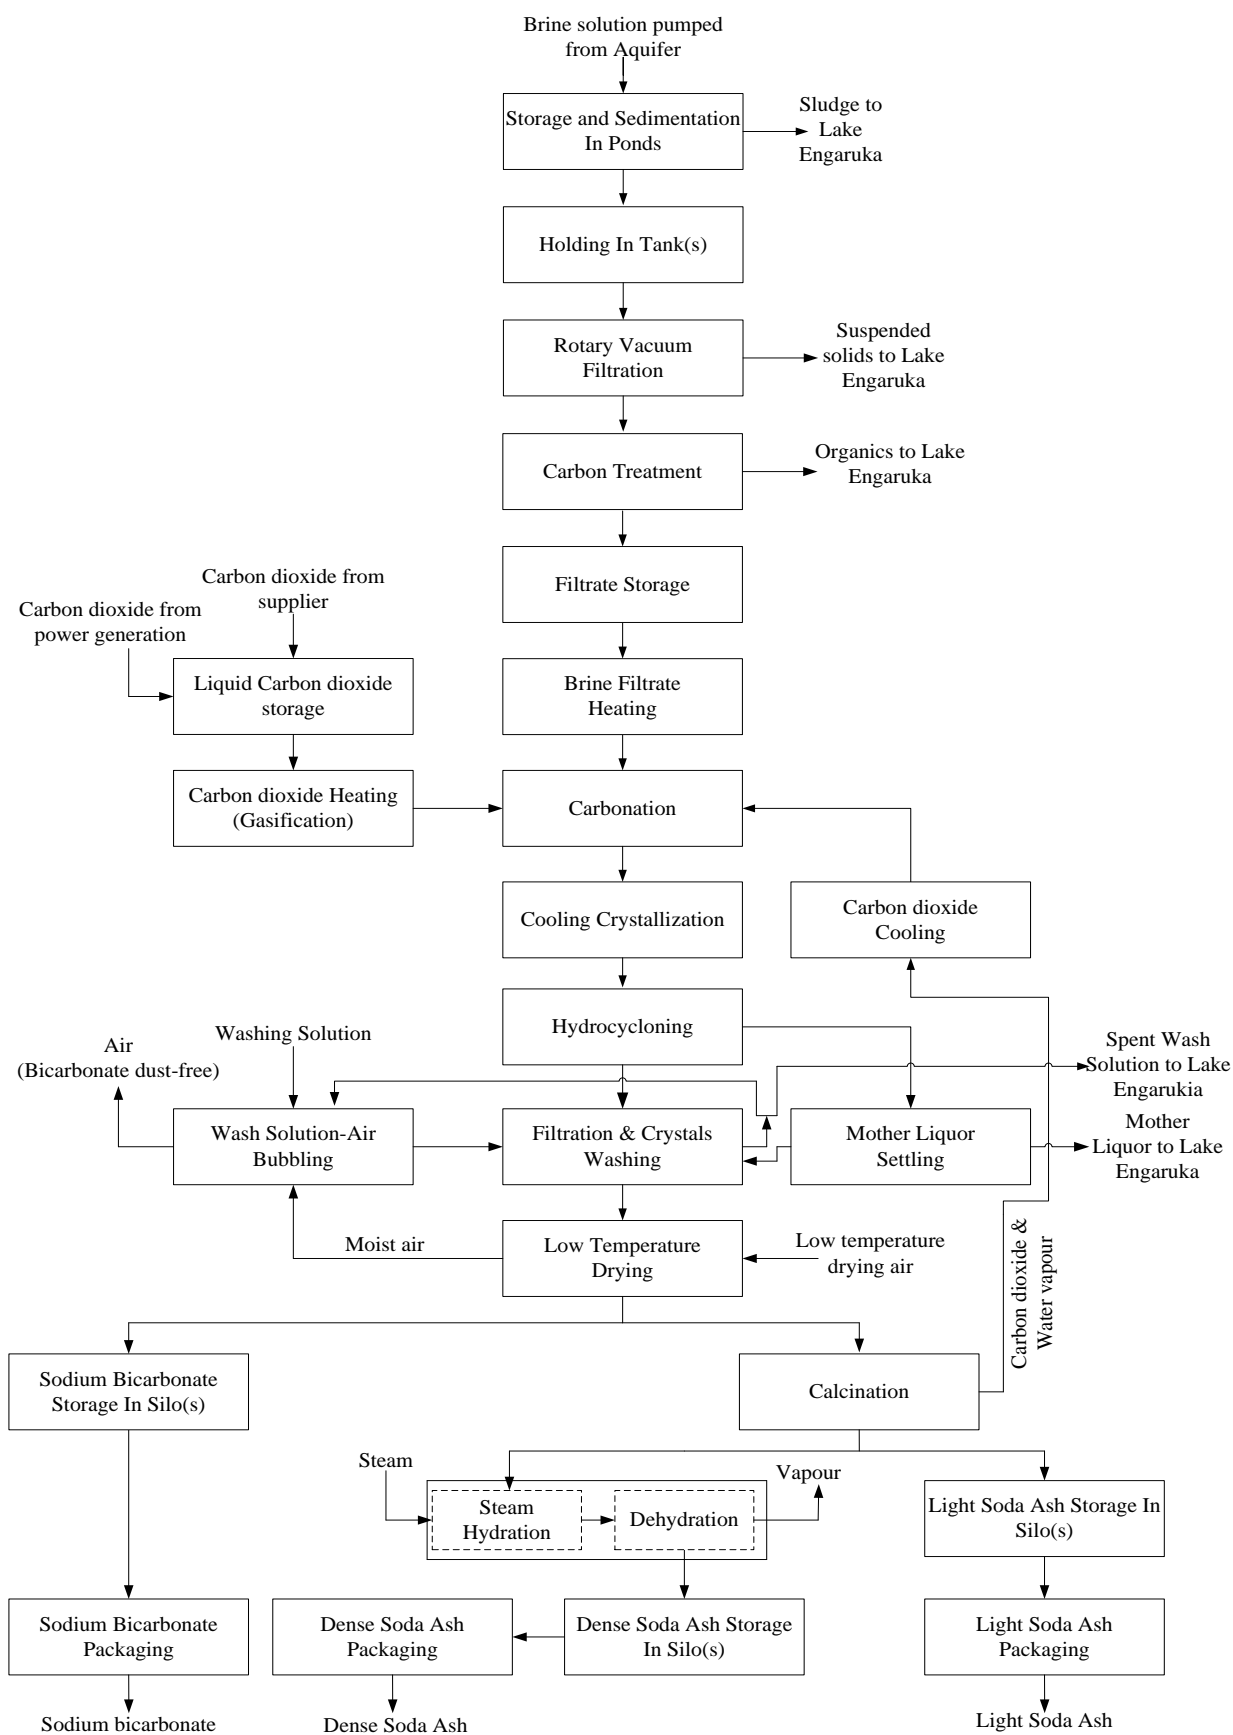 Brine solution pumped
from Aquifer
Storage and Sedimentation
In Ponds
Sludge to
Lake
Engaruka
Holding In Tank(s)
Rotary Vacuum
Filtration
Suspended
solids to Lake
Engaruka
Carbon Treatment
Organics to Lake
Engaruka
Filtrate Storage
Carbon dioxide from
supplier
Carbon dioxide from
power generation
Liquid Carbon dioxide
storage
Brine Filtrate
Heating
Carbon dioxide Heating
(Gasification)
Carbonation
Cooling Crystallization
Carbon dioxide
Cooling
Hydrocycloning
Washing Solution
Air
(Bicarbonate dust-free)
Spent Wash
Solution to Lake
Engarukia
Wash Solution-Air
Bubbling
Filtration & Crystals
Washing
Mother Liquor
Settling
Mother
Liquor to Lake
Engaruka
Moist air
Low Temperature
Drying
Low temperature
drying air
Carbon dioxide &
Water vapour
Sodium Bicarbonate
Storage In Silo(s)
Calcination
Steam
Vapour
Steam
Hydration
Dehydration
Light Soda Ash Storage In
Silo(s)
Sodium Bicarbonate
Packaging
Dense Soda Ash
Packaging
Dense Soda Ash Storage
In Silo(s)
Light Soda Ash
Packaging
Sodium bicarbonate
Dense Soda Ash
Light Soda Ash